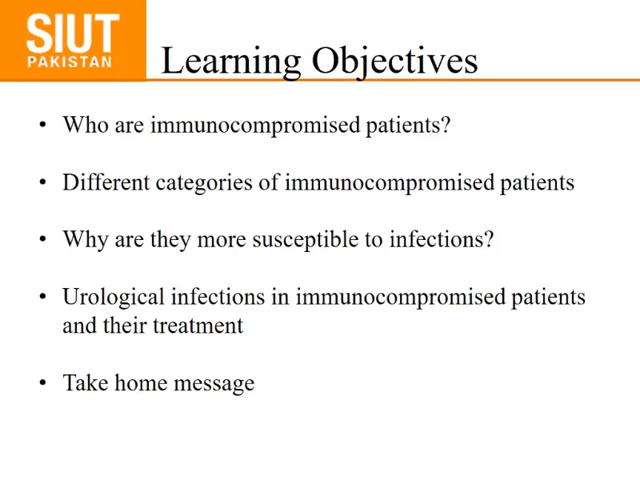 SIUT
PAKISTAN
Learning Objectives
• Who are immunocompromised patients?
• Different categories of immunocompromised patients
• Why are they more susceptible to infections?
• Urological infections in immunocompromised patients
and their treatment
• Take home message